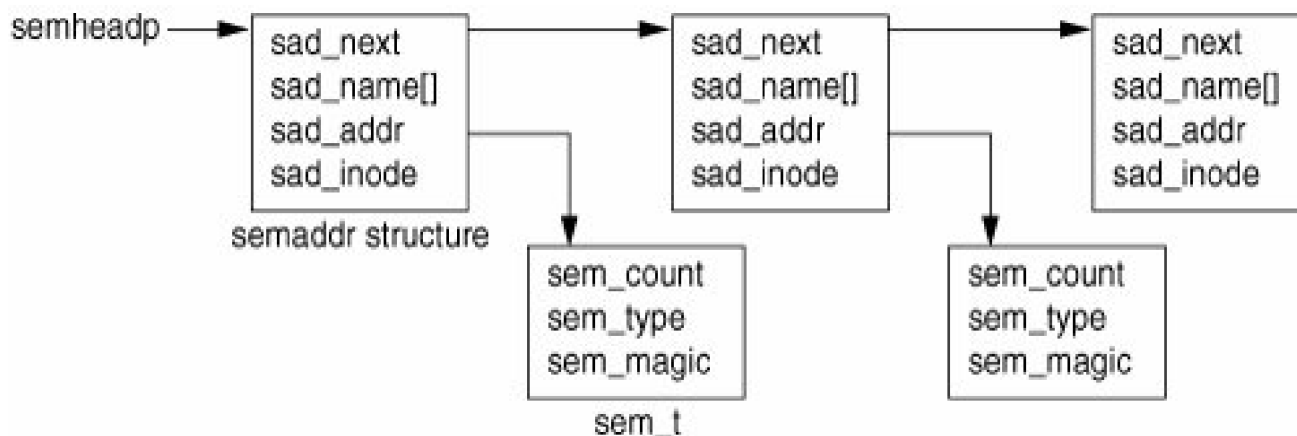 semheadp
sad_next
sad_name[]
sad_addr
sad_inode
semaddr structure
sad_next
sad_name[]
sad_addr
sad_inode
sad_next
sad_name[]
sad_addr
sad_inode
sem_count
sem_type
sem_magic
sem_t
sem_count
sem_type
sem_magic